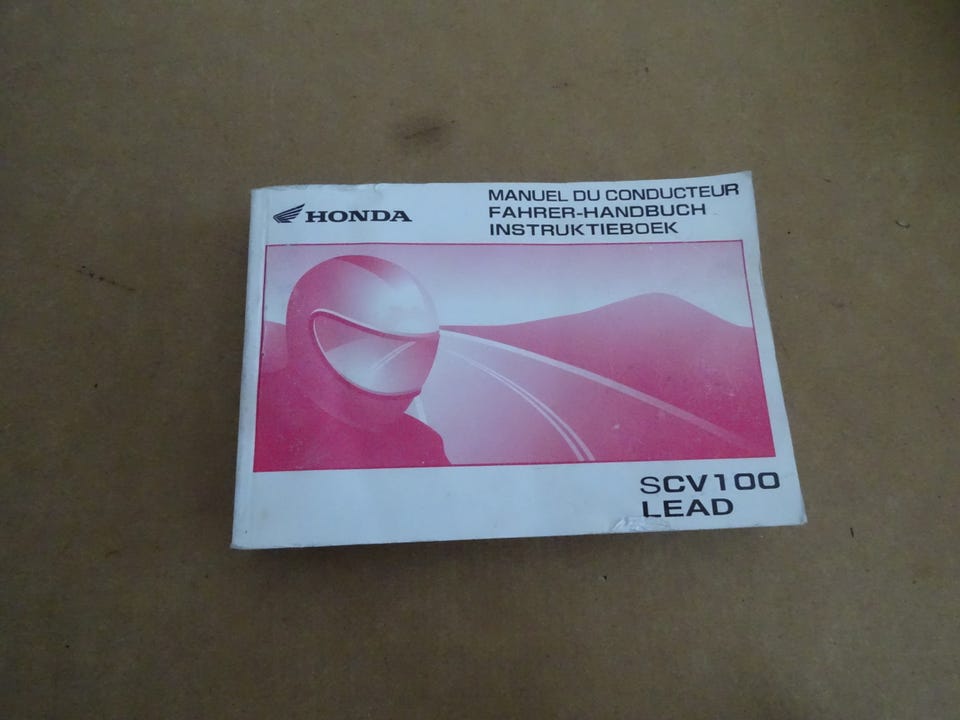 HONDA
MANUEL DU CONDUCTEUR
FAHRER-HANDBUCH
INSTRUKTIEBOEK
SCV100
LEAD